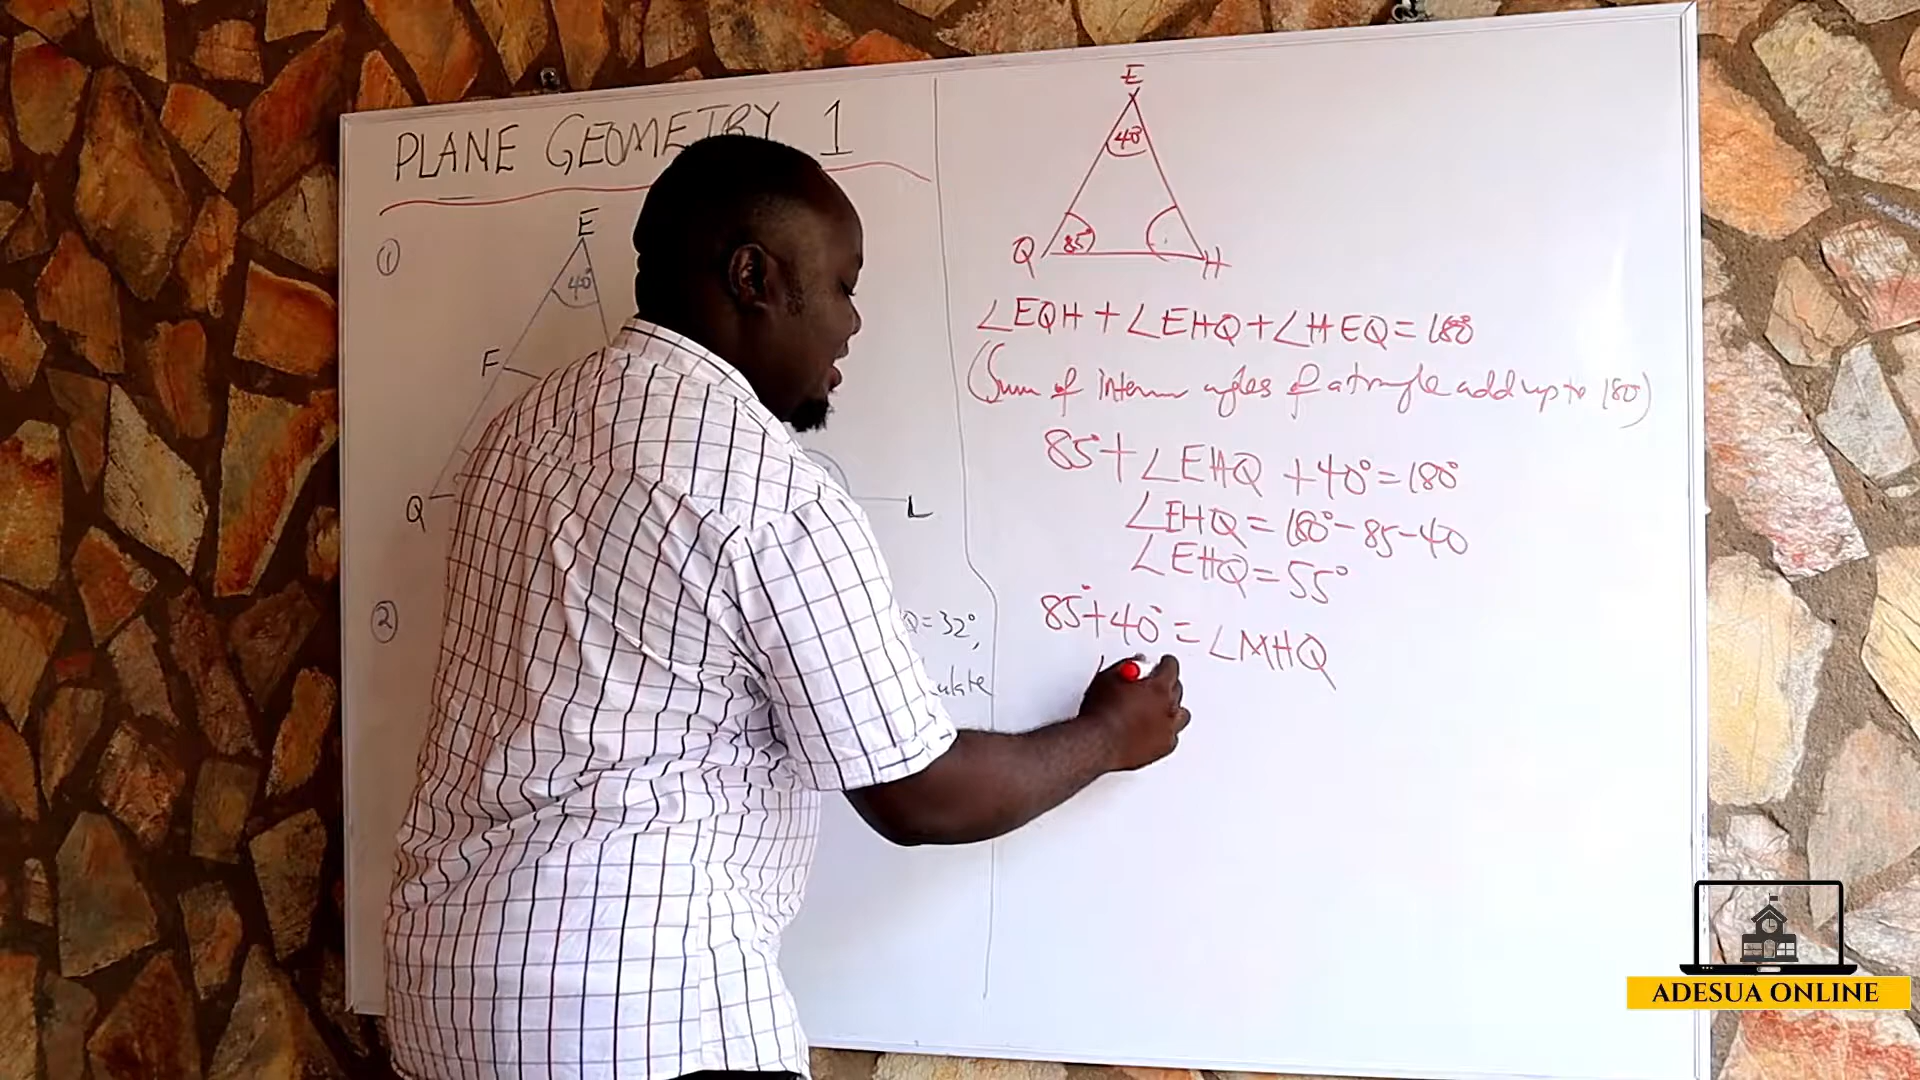 PLANE GEOMETRY 1
1
E
40°
F
Q
L
2
Q = 32°,
E
40°
85°
Q
H
∠EQH + ∠EHQ + ∠HEQ = 180°
(Sum of interior angles of a triangle add up to 180°)
85° + ∠EHQ + 40° = 180°
∠EHQ = 180° - 85 - 40
∠EHQ = 55°
85° + 40° = ∠MHQ
ADESUA ONLINE